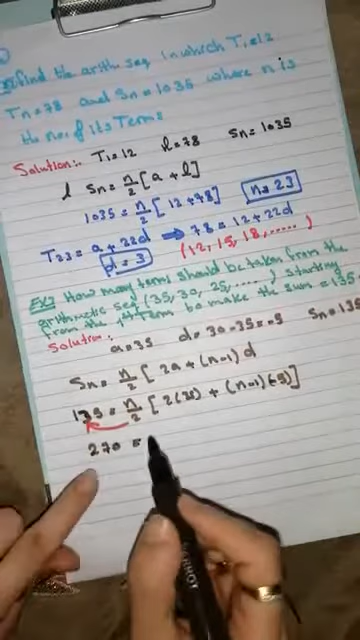 Find the arith seq in which T1=12
Tn=78 and Sn=1035 where n is
the no. of its Terms
Solution:- T1=12 l=78 Sn=1035
Sn = n/2 [a + l]
1035 = n/2 [12+78] n=23
T23 = a+22d ⇒ 78 = 12+22d
d=3 (12, 15, 18, ......)
How many terms should be taken from the
arithmetic seq (35, 30, 25, .....) starting
from the 1st Term to make the sum = 135
Solution: a=35 d= 30-35=-5 Sn=135
Sn = n/2 [2a + (n-1)d
135 = n/2 [2(35) + (n-1)(-5)]
270 =